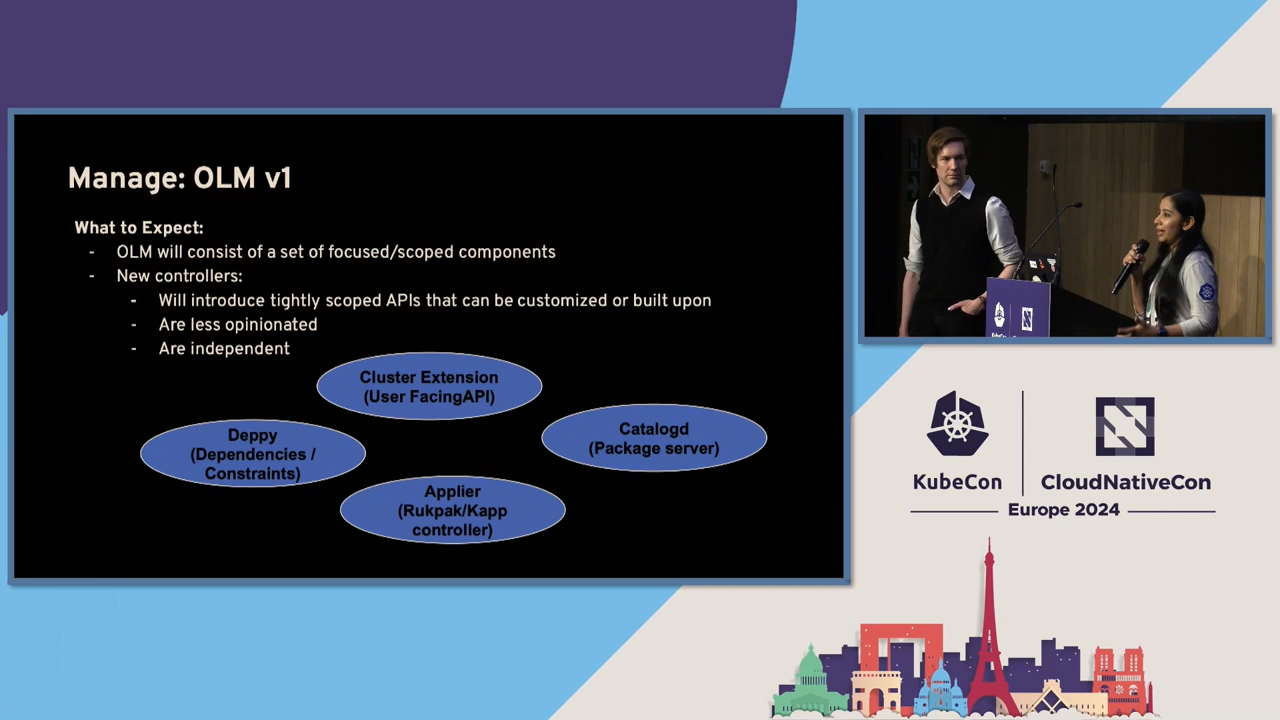 Manage: OLM v1
What to Expect:
- OLM will consist of a set of focused/scoped components
- New controllers:
- Will introduce tightly scoped APIs that can be customized or built upon
- Are less opinionated
- Are independent
Cluster Extension
(User FacingAPI)
Deppy
(Dependencies /
Constraints)
Catalogd
(Package server)
Applier
(Rukpak/Kapp
controller)
KubeCon
CloudNativeCon
Europe 2024